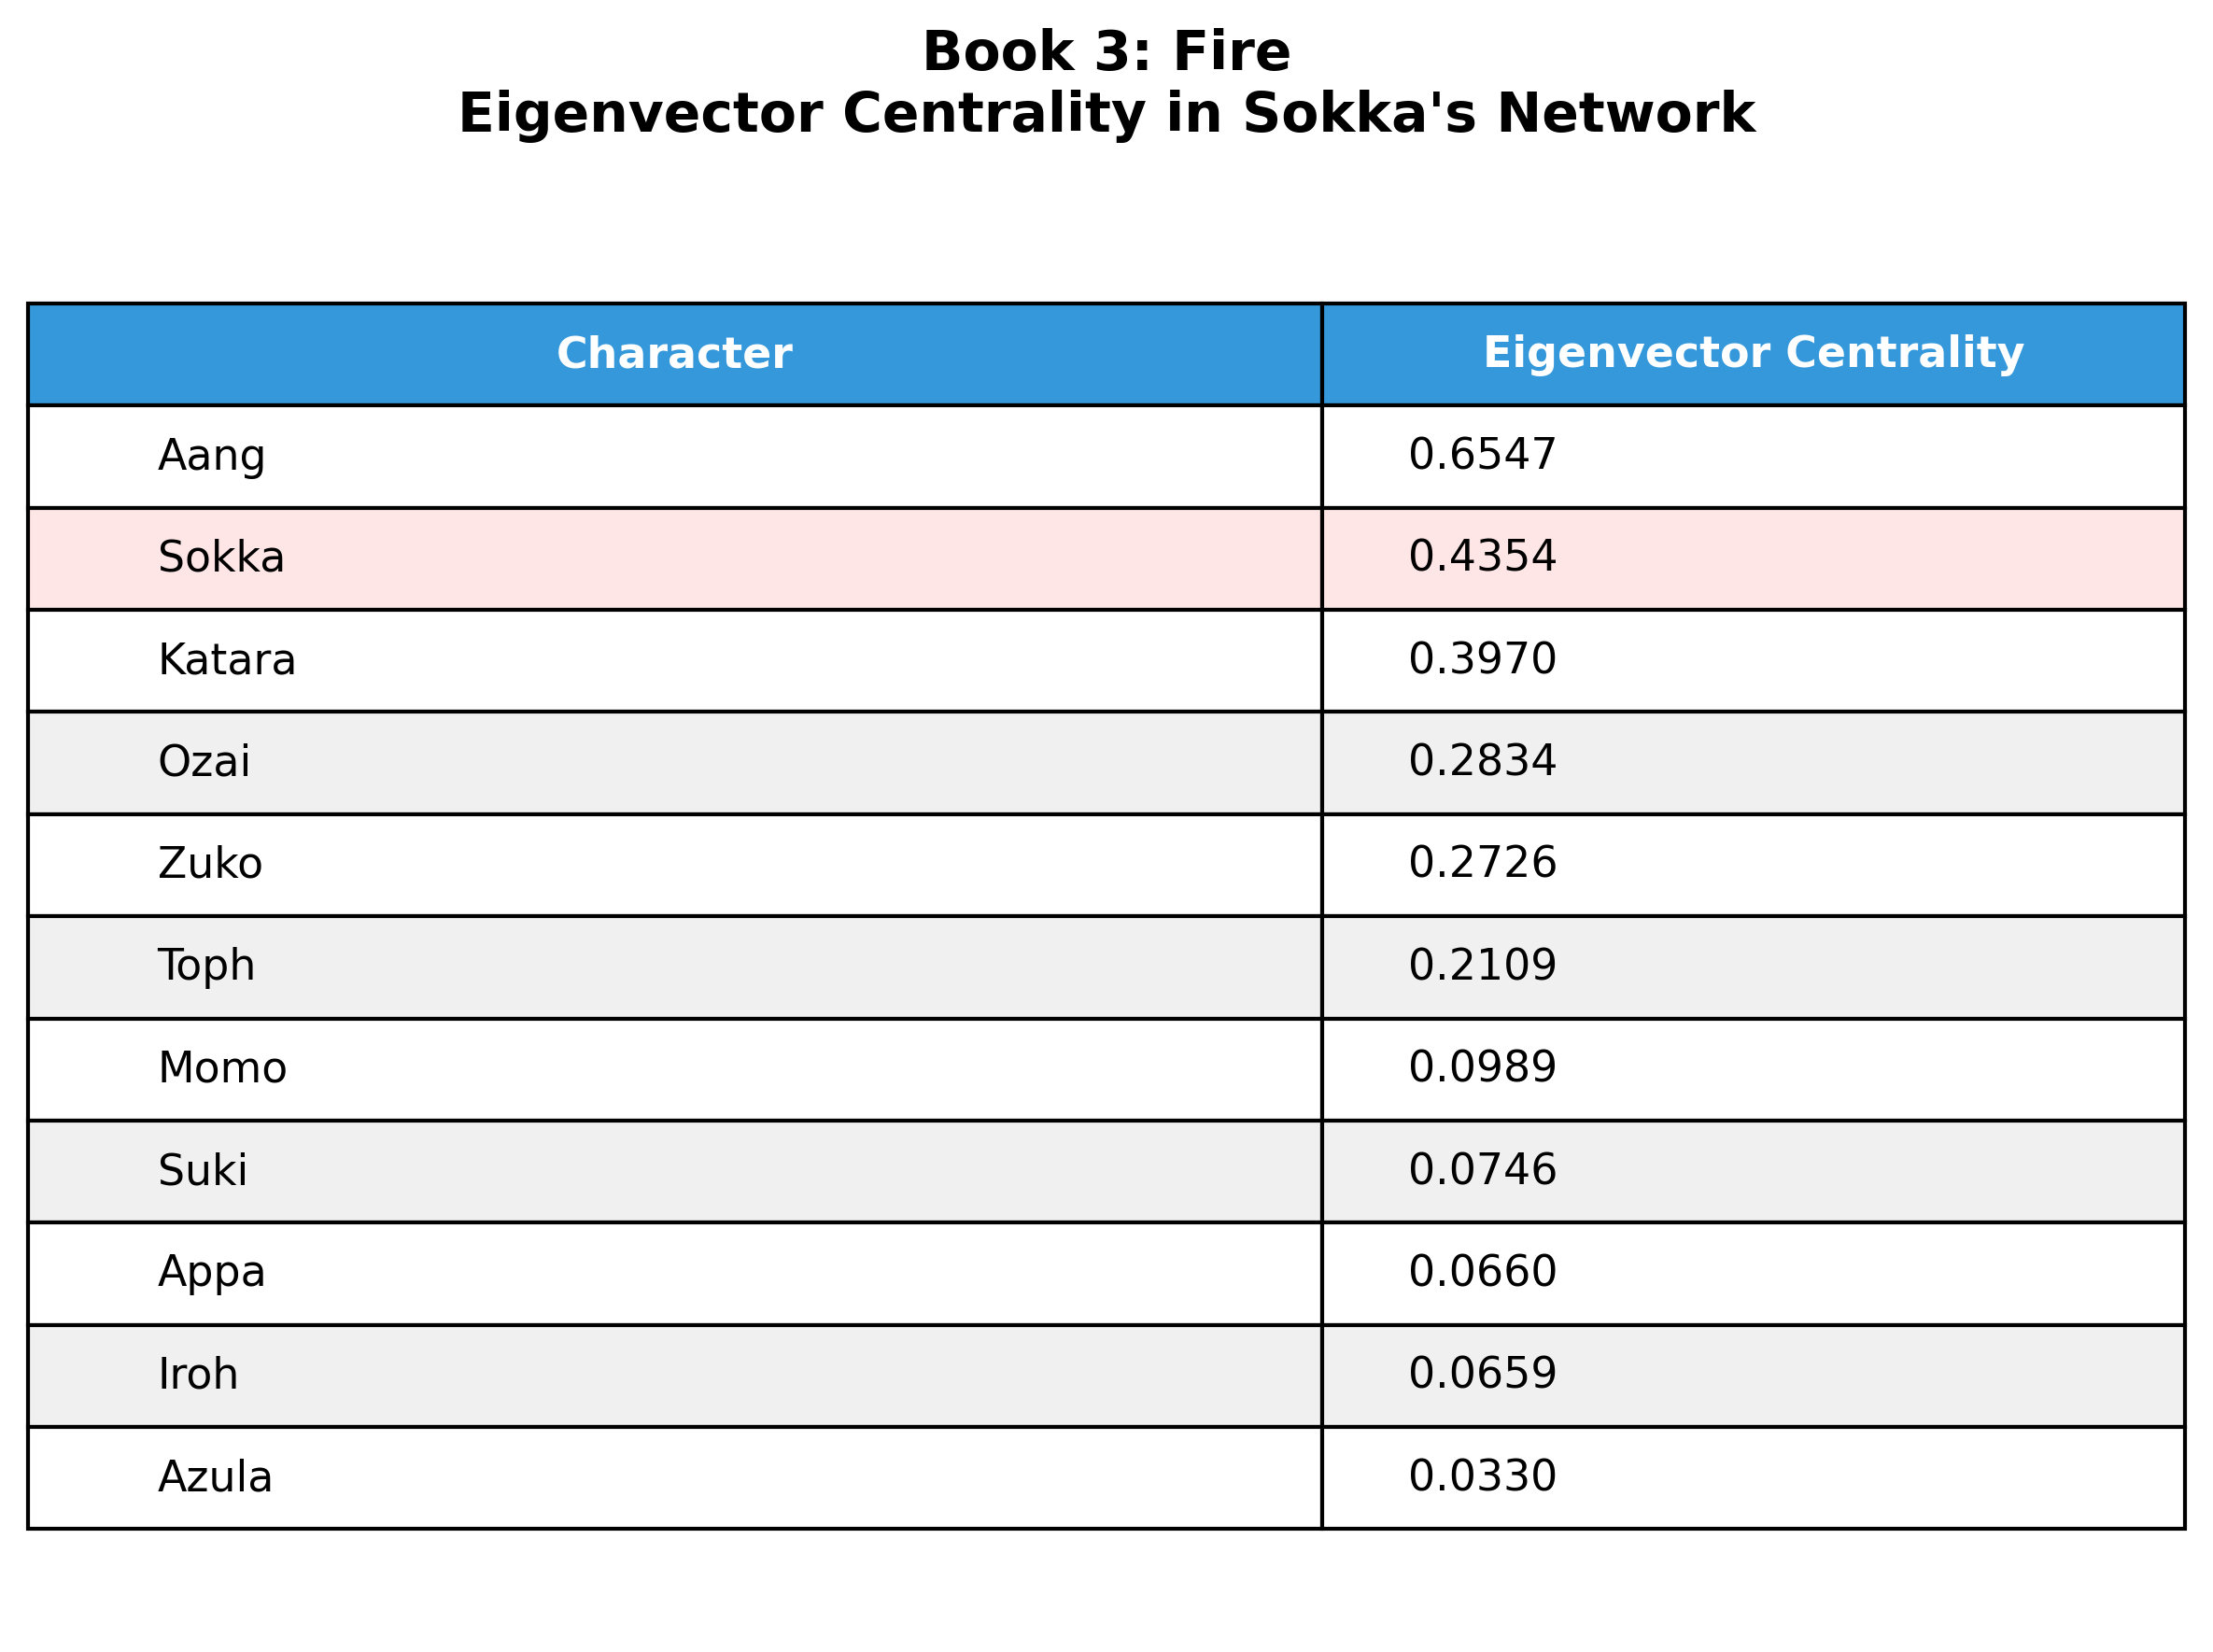 Book 3: Fire
Eigenvector Centrality in Sokka's Network
Character Eigenvector Centrality
Aang 0.6547
Sokka 0.4354
Katara 0.3970
Ozai 0.2834
Zuko 0.2726
Toph 0.2109
Momo 0.0989
Suki 0.0746
Appa 0.0660
Iroh 0.0659
Azula 0.0330